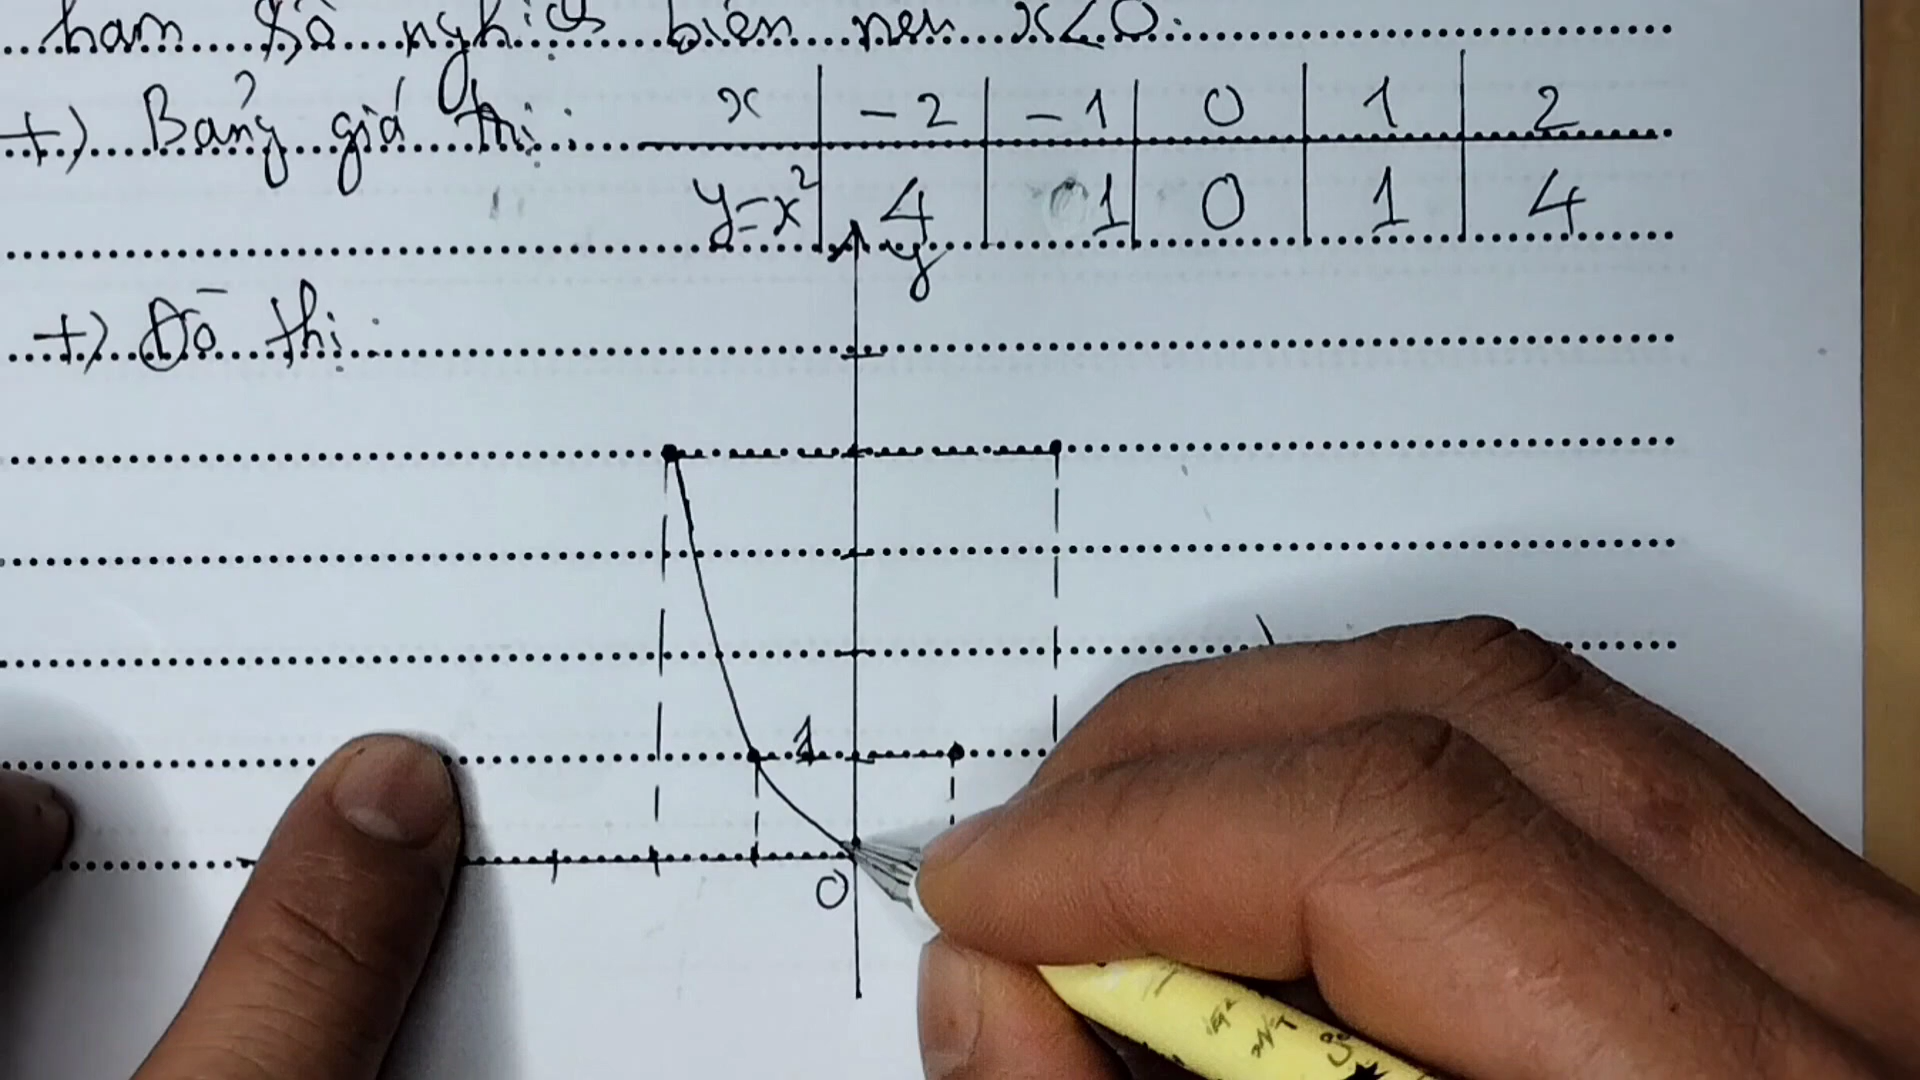 hàm số nghịch biến nên x<0.
+) Bảng giá trị: x | -2 | -1 | 0 | 1 | 2
y=x² | 4 | 1 | 0 | 1 | 4
y
+) Đồ thị:
1
O